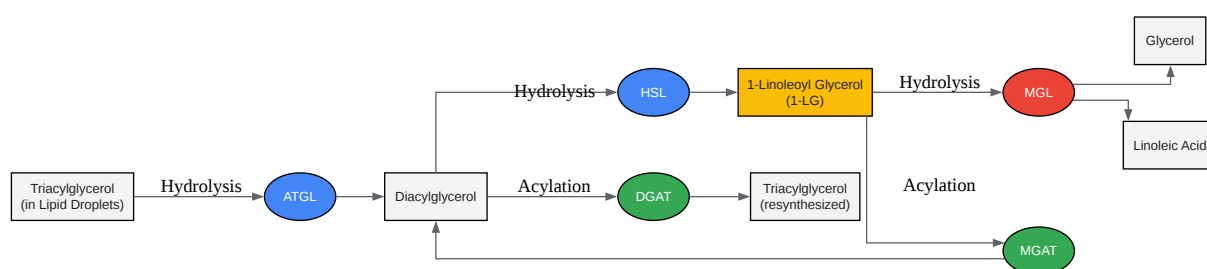 Glycerol
Hydrolysis
HSL
1-Linoleoyl Glycerol
(1-LG)
Hydrolysis
MGL
Linoleic Acid
Triacylglycerol
(in Lipid Droplets)
Hydrolysis
ATGL
Diacylglycerol
Acylation
DGAT
Triacylglycerol
(resynthesized)
Acylation
MGAT